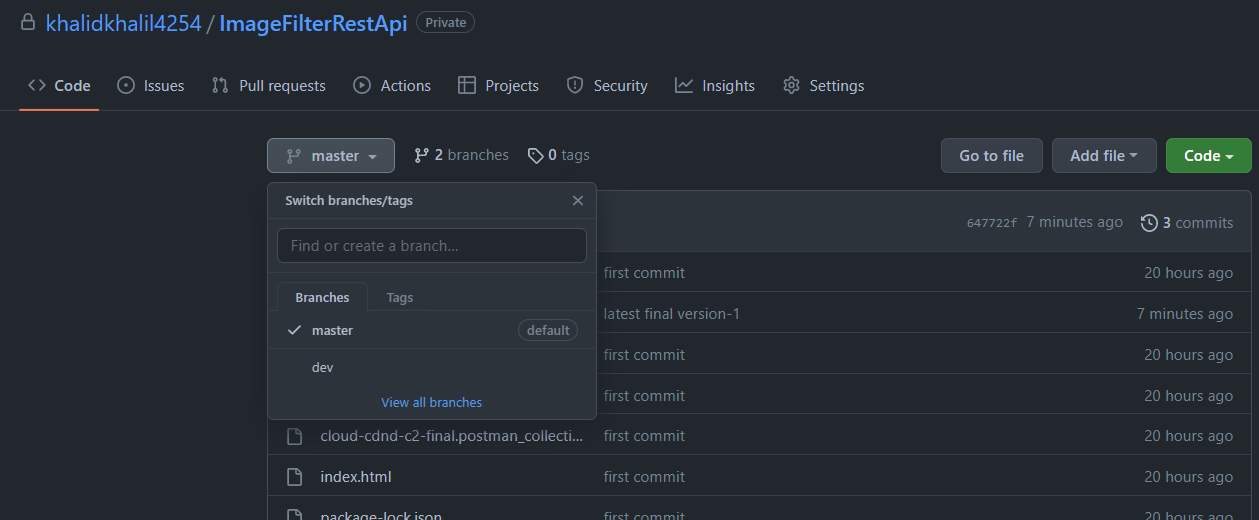 khalidkhalil4254 / ImageFilterRestApi Private
Code Issues Pull requests Actions Projects Security Insights Settings
master 2 branches 0 tags Go to file Add file Code
Switch branches/tags
647722f 7 minutes ago 3 commits
Find or create a branch...
first commit 20 hours ago
Branches Tags
latest final version-1 7 minutes ago
master default
first commit 20 hours ago
dev
first commit 20 hours ago
View all branches
cloud-cdnd-c2-final.postman_collecti... first commit 20 hours ago
index.html first commit 20 hours ago
package-lock.json first commit 20 hours ago